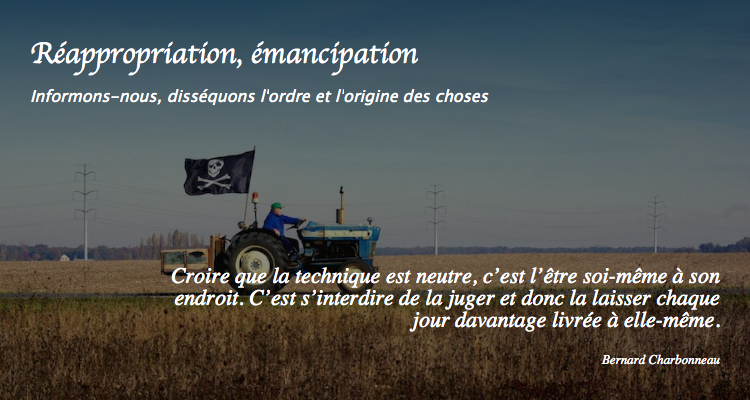 Réappropriation, émancipation
Informons-nous, disséquons l'ordre et l'origine des choses
Croire que la technique est neutre, c’est l’être soi-même à son
endroit. C’est s’interdire de la juger et donc la laisser chaque
jour davantage livrée à elle-même.
Bernard Charbonneau